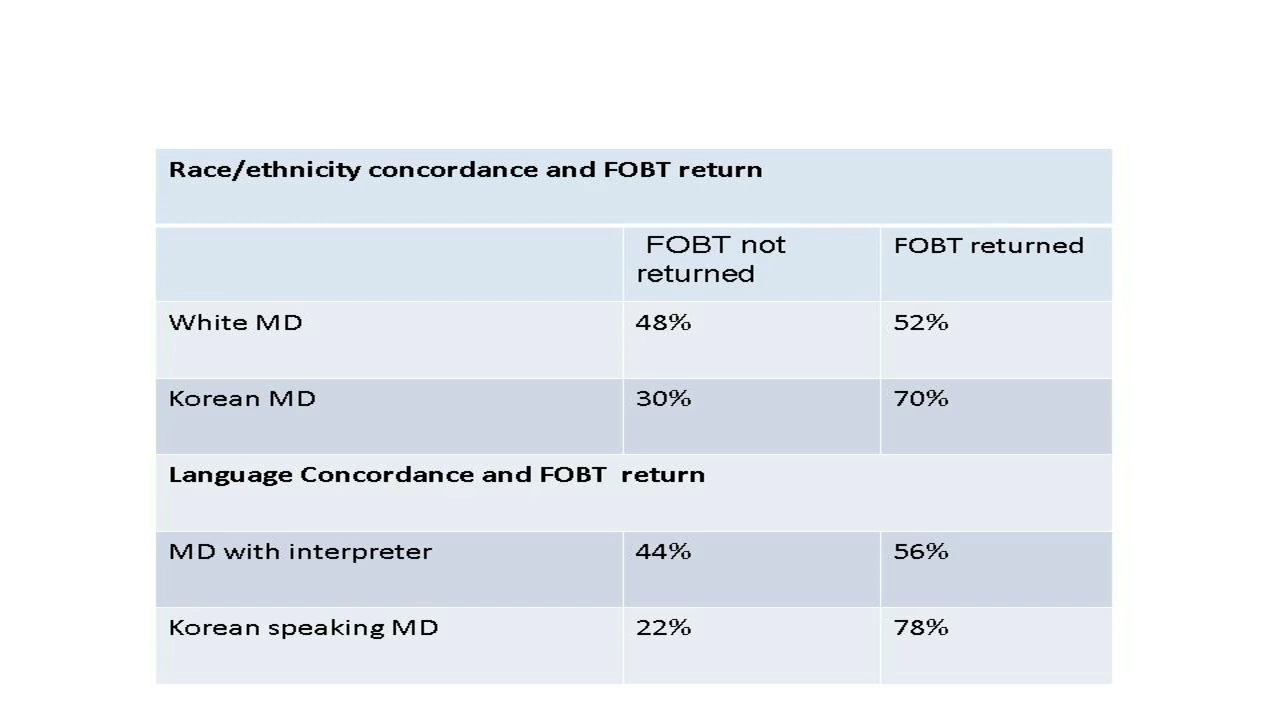 Race/ethnicity concordance and FOBT return
FOBT not returned FOBT returned
White MD 48% 52%
Korean MD 30% 70%
Language Concordance and FOBT return
MD with interpreter 44% 56%
Korean speaking MD 22% 78%